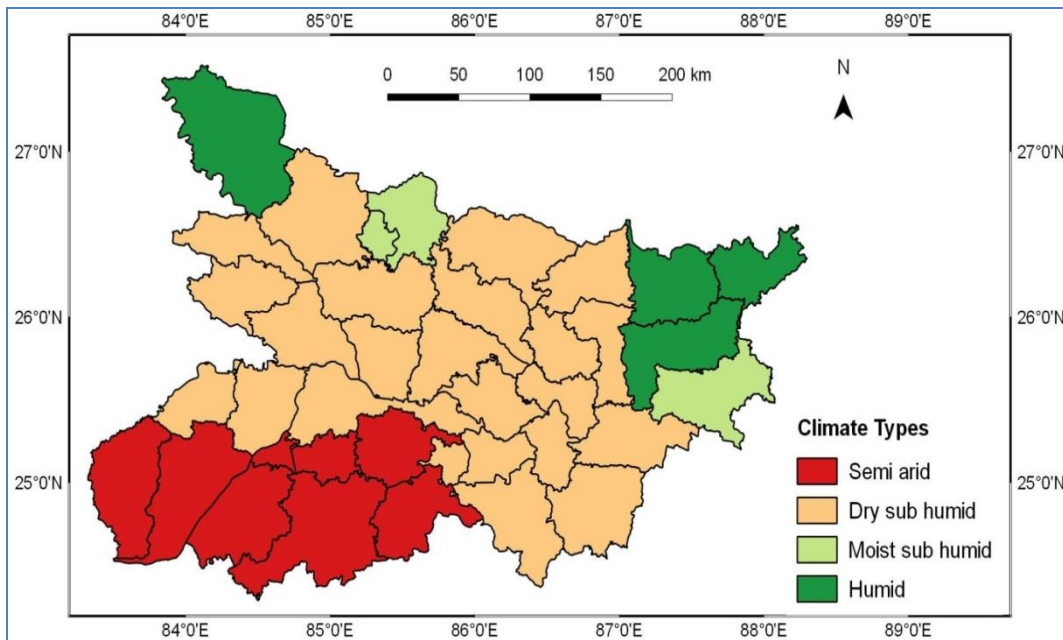 84°0'E 85°0'E 86°0'E 87°0'E 88°0'E 89°0'E
0 50 100 150 200 km
N
27°0'N 27°0'N
26°0'N 26°0'N
25°0'N 25°0'N
Climate Types
Semi arid
Dry sub humid
Moist sub humid
Humid
84°0'E 85°0'E 86°0'E 87°0'E 88°0'E 89°0'E